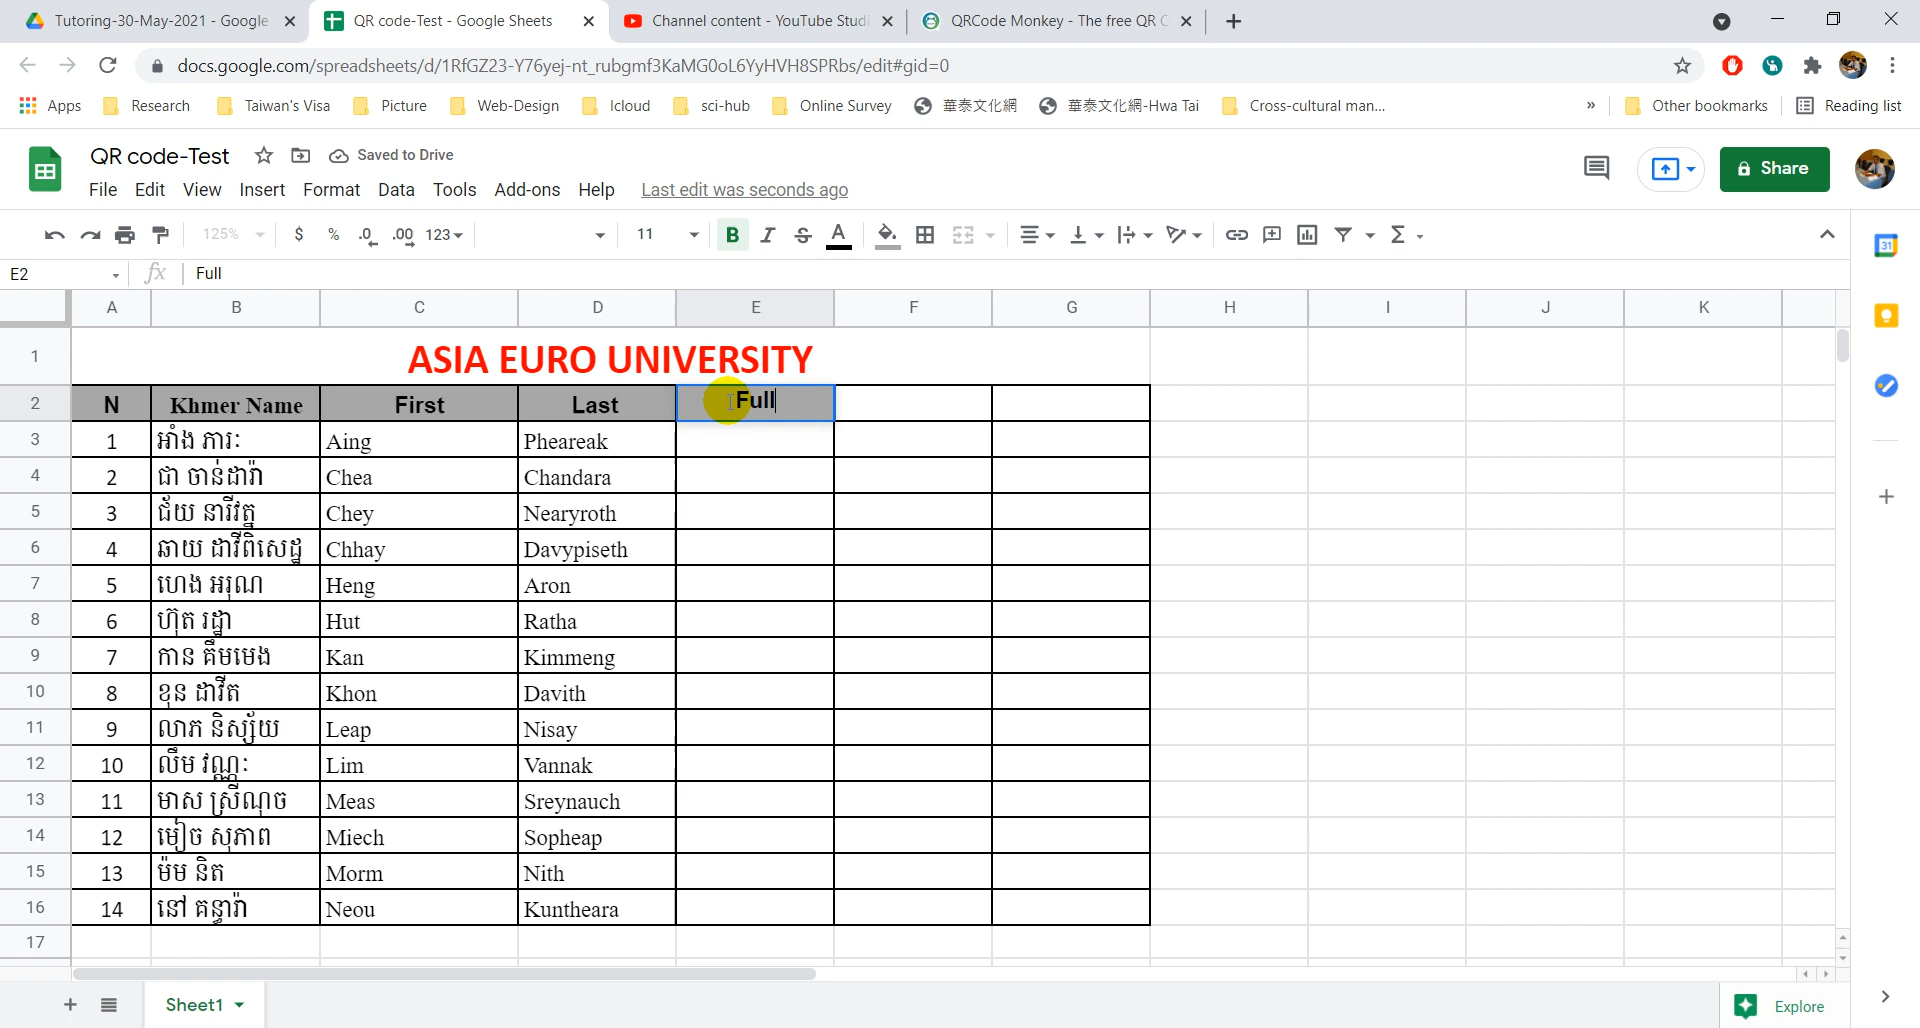 Tutoring-30-May-2021 - Google
QR code-Test - Google Sheets
Channel content - YouTube Studi
QRCode Monkey - The free QR C
docs.google.com/spreadsheets/d/1RfGZ23-Y76yej-nt_rubgmf3KaMG0oL6YyHVH8SPRbs/edit#gid=0
Apps Research Taiwan's Visa Picture Web-Design Icloud sci-hub Online Survey 華泰文化網 華泰文化網-Hwa Tai Cross-cultural man... » Other bookmarks Reading list
QR code-Test Saved to Drive
Share
File Edit View Insert Format Data Tools Add-ons Help Last edit was seconds ago
125% $ % .0 .00 123 11 B I S A Σ
31
E2 fx Full
A B C D E F G H I J K
1 ASIA EURO UNIVERSITY
2 N Khmer Name First Last Full
3 1 អាំង ភារៈ Aing Pheareak
4 2 ជា ចាន់ដារ៉ា Chea Chandara
5 3 ជ័យ នារីរត្ន Chey Nearyroth
6 4 ឆាយ ដាវីពិសេដ្ឋ Chhay Davypiseth
7 5 ហេង អរុណ Heng Aron
8 6 ហ៊ុត រដ្ឋា Hut Ratha
9 7 កាន គឹមមេង Kan Kimmeng
10 8 ខុន ដាវីត Khon Davith
11 9 លាភ និស្ស័យ Leap Nisay
12 10 លឹម វណ្ណៈ Lim Vannak
13 11 មាស ស្រីណុច Meas Sreynauch
14 12 មៀច សុភាព Miech Sopheap
15 13 ម៉ម និត Morm Nith
16 14 នៅ គន្ធារ៉ា Neou Kuntheara
17
Sheet1
Explore